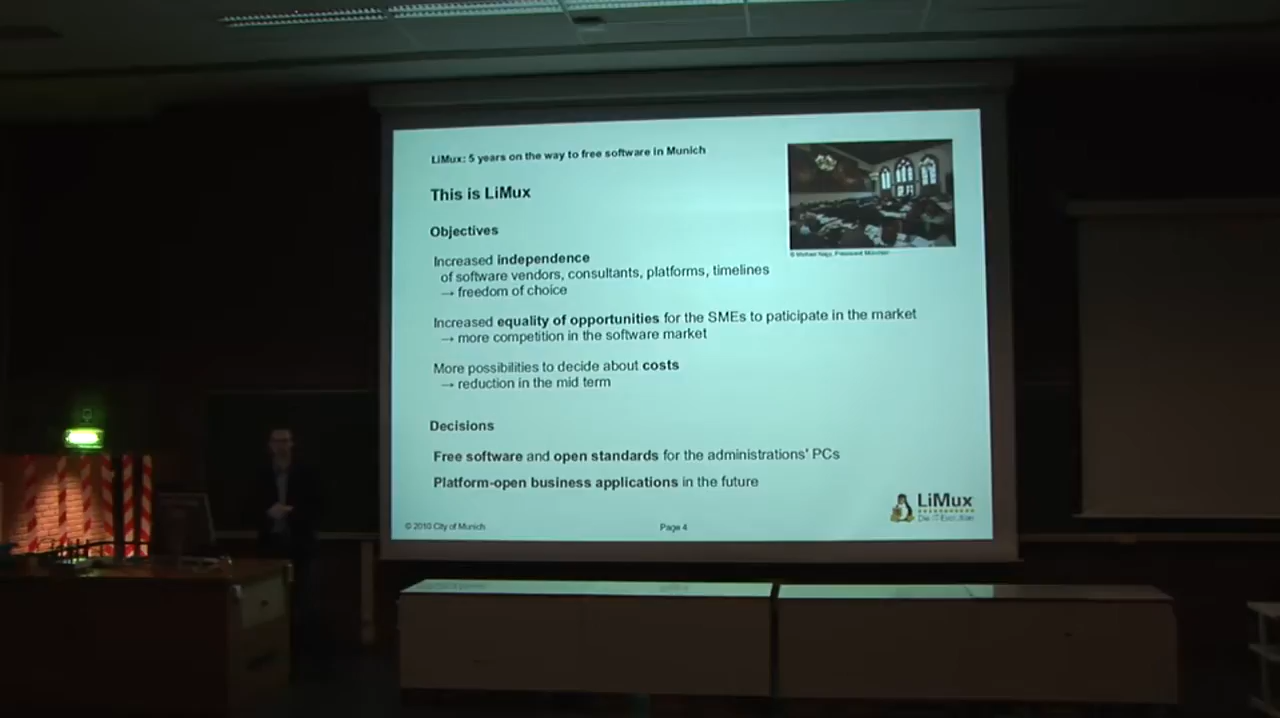 LiMux: 5 years on the way to free software in Munich
This is LiMux
Objectives
Increased independence
of software vendors, consultants, platforms, timelines
→ freedom of choice
Increased equality of opportunities for the SMEs to paticipate in the market
→ more competition in the software market
More possibilities to decide about costs
→ reduction in the mid term
Decisions
Free software and open standards for the administrations' PCs
Platform-open business applications in the future
LiMux
© 2010 City of Munich
Page 4